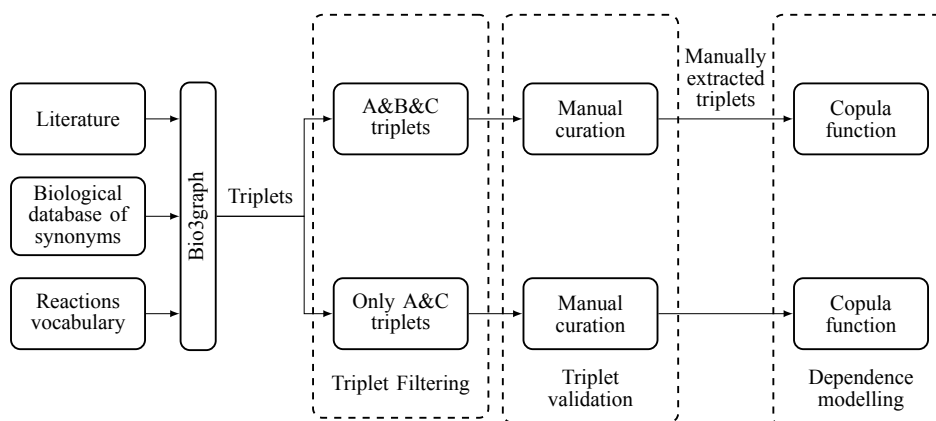 Literature
Biological
database of
synonyms
Reactions
vocabulary
Bio3graph
Triplets
A&B&C
triplets
Only A&C
triplets
Triplet Filtering
Manual
curation
Manual
curation
Triplet
validation
Manually
extracted
triplets
Copula
function
Copula
function
Dependence
modelling